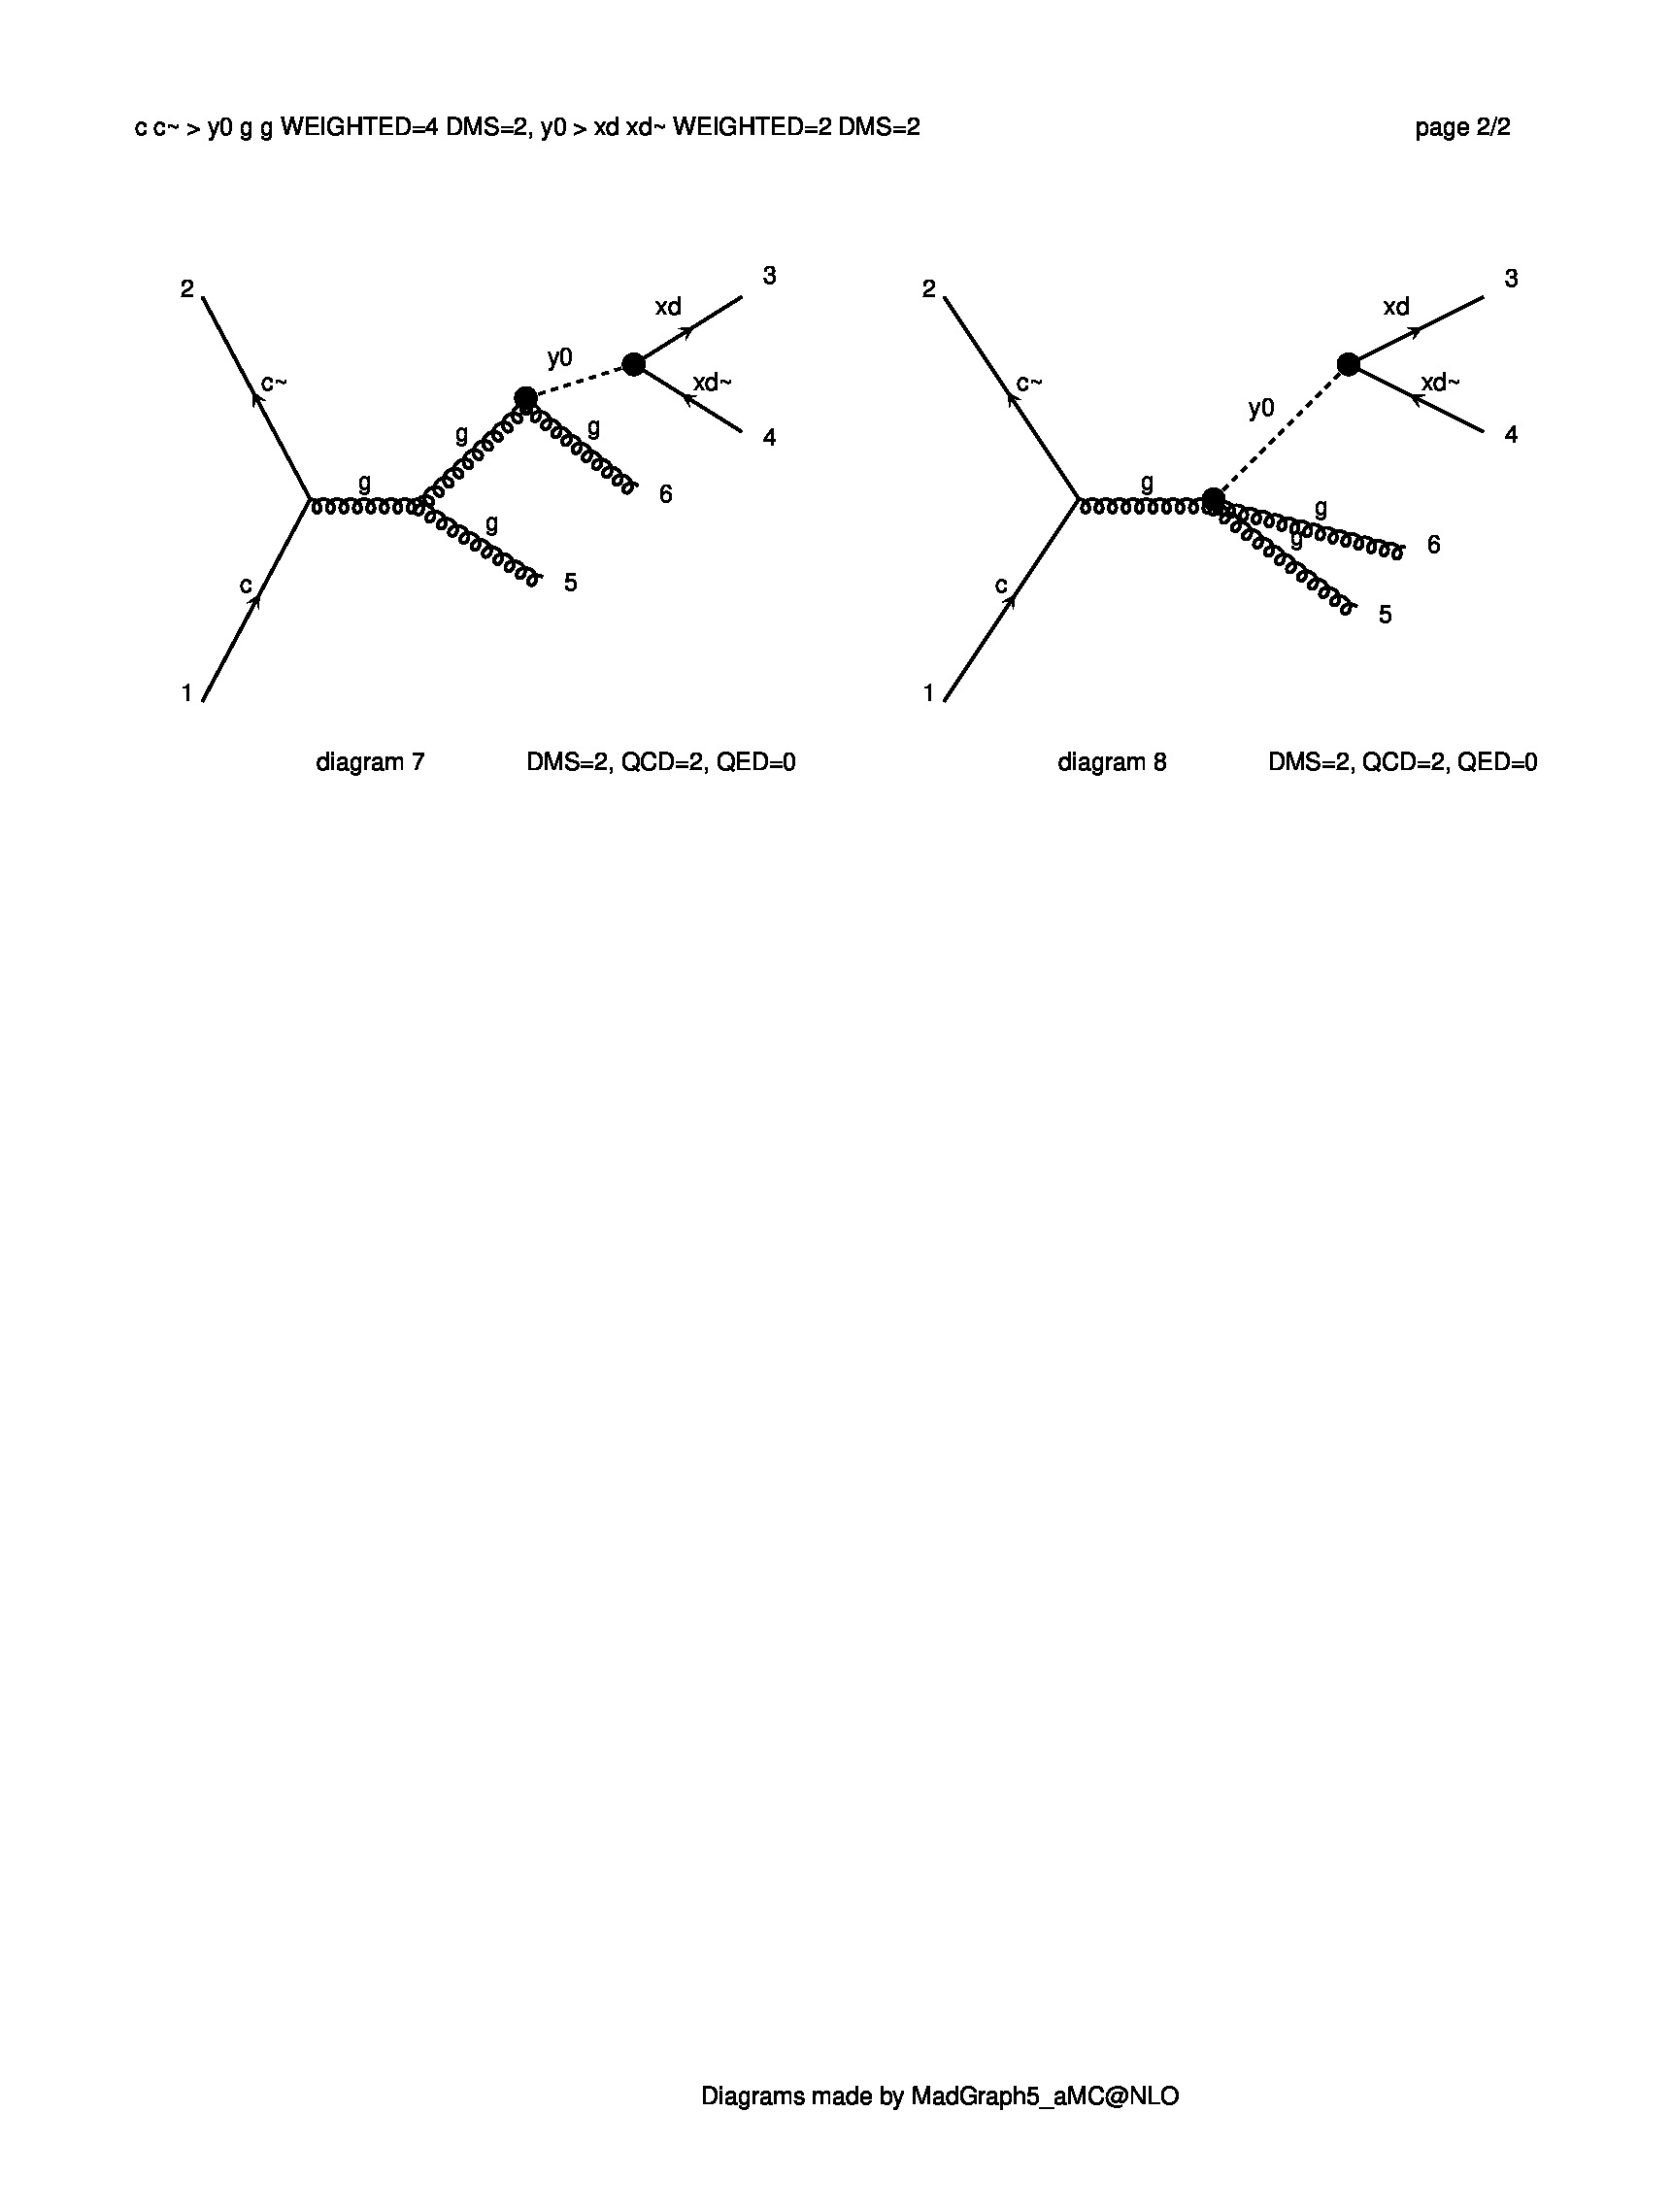 c c~ > y0 g g WEIGHTED=4 DMS=2, y0 > xd xd~ WEIGHTED=2 DMS=2 page 2/2
2
c~
c
1
g
g
g
g
y0
xd
xd~
3
4
6
5
diagram 7 DMS=2, QCD=2, QED=0
2
c~
c
1
g
y0
xd
xd~
3
4
g
g
6
5
diagram 8 DMS=2, QCD=2, QED=0
Diagrams made by MadGraph5_aMC@NLO